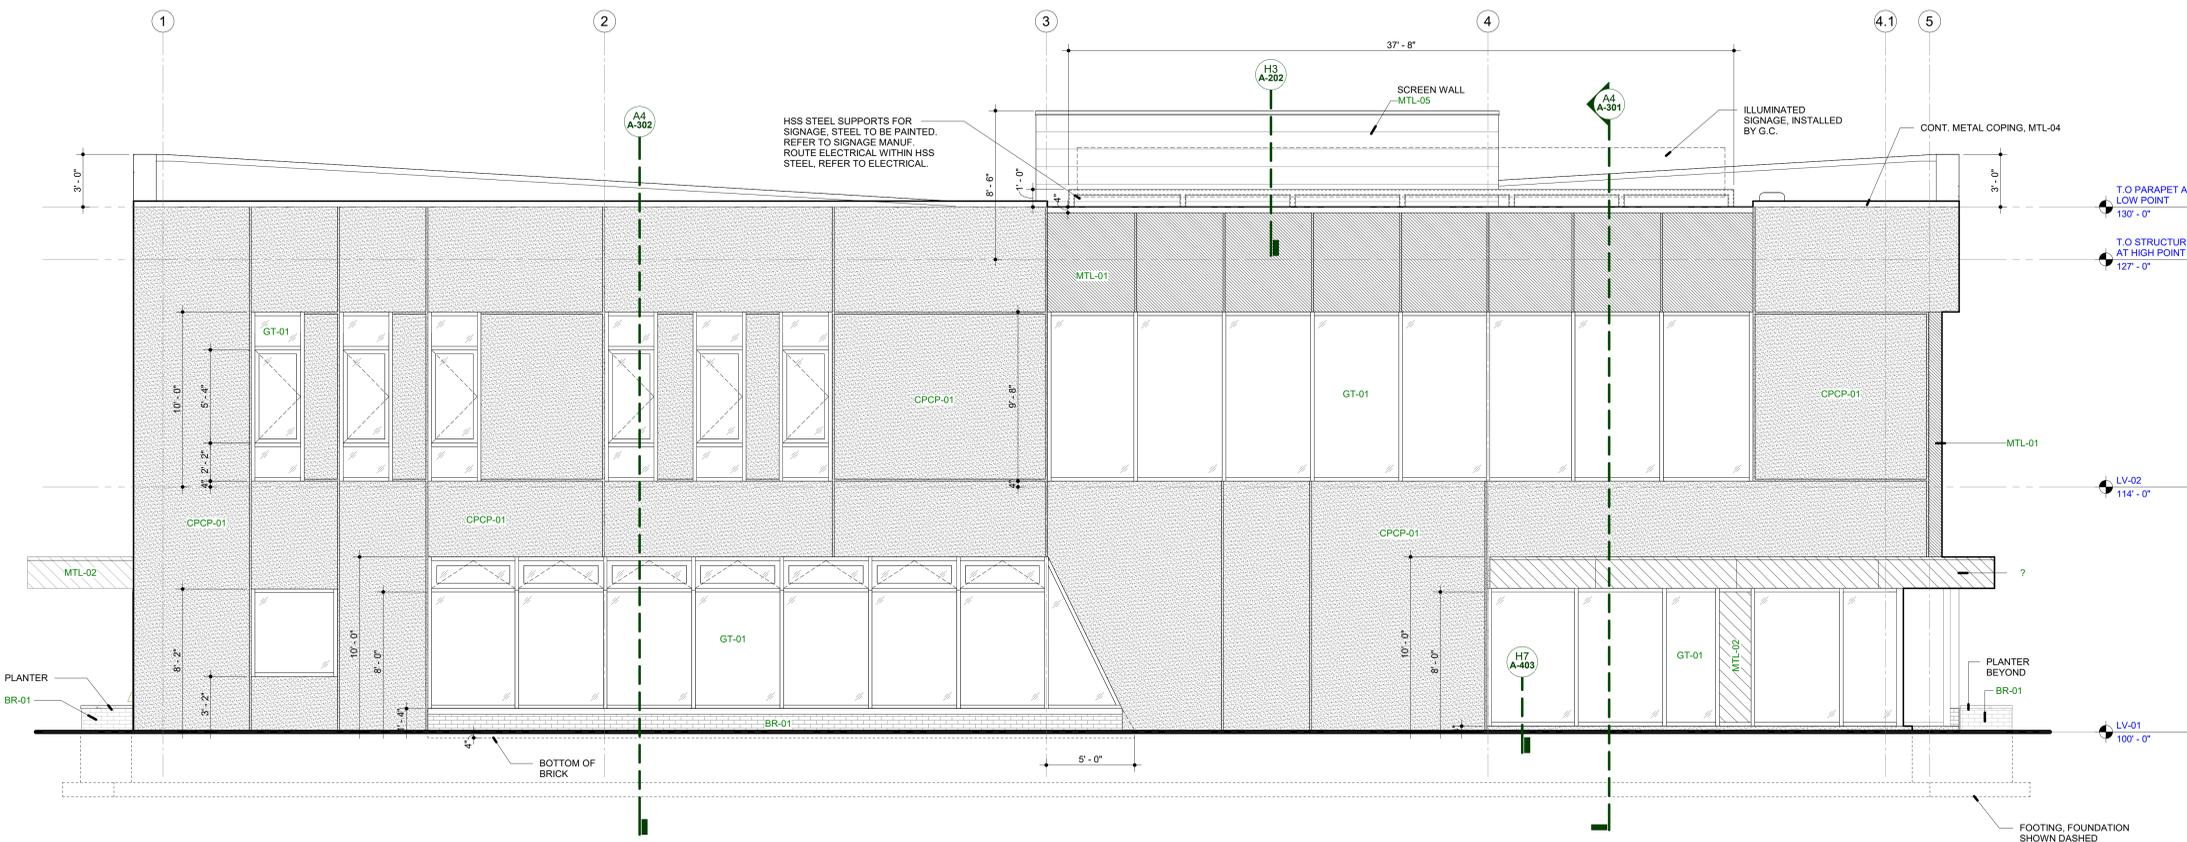 1
2
3
4
4.1
5
37' - 8"
H3
A-202
A4
A-302
A4
A-301
SCREEN WALL
MTL-05
HSS STEEL SUPPORTS FOR
SIGNAGE, STEEL TO BE PAINTED.
REFER TO SIGNAGE MANUF.
ROUTE ELECTRICAL WITHIN HSS
STEEL, REFER TO ELECTRICAL.
ILLUMINATED
SIGNAGE, INSTALLED
BY G.C.
CONT. METAL COPING, MTL-04
3' - 0"
8' - 6"
1' - 0"
4"
3' - 0"
T.O PARAPET A
LOW POINT
130' - 0"
T.O STRUCTUR
AT HIGH POINT
127' - 0"
MTL-01
GT-01
10' - 0"
5' - 4"
2' - 2"
4"
CPCP-01
9' - 8"
4"
GT-01
CPCP-01
MTL-01
LV-02
114' - 0"
CPCP-01
CPCP-01
CPCP-01
MTL-02
?
8' - 2"
3' - 2"
10' - 0"
8' - 0"
1' - 4"
4"
GT-01
10' - 0"
8' - 0"
H7
A-403
GT-01
MTL-02
PLANTER
BR-01
BR-01
PLANTER
BEYOND
BR-01
LV-01
100' - 0"
BOTTOM OF
BRICK
5' - 0"
FOOTING, FOUNDATION
SHOWN DASHED